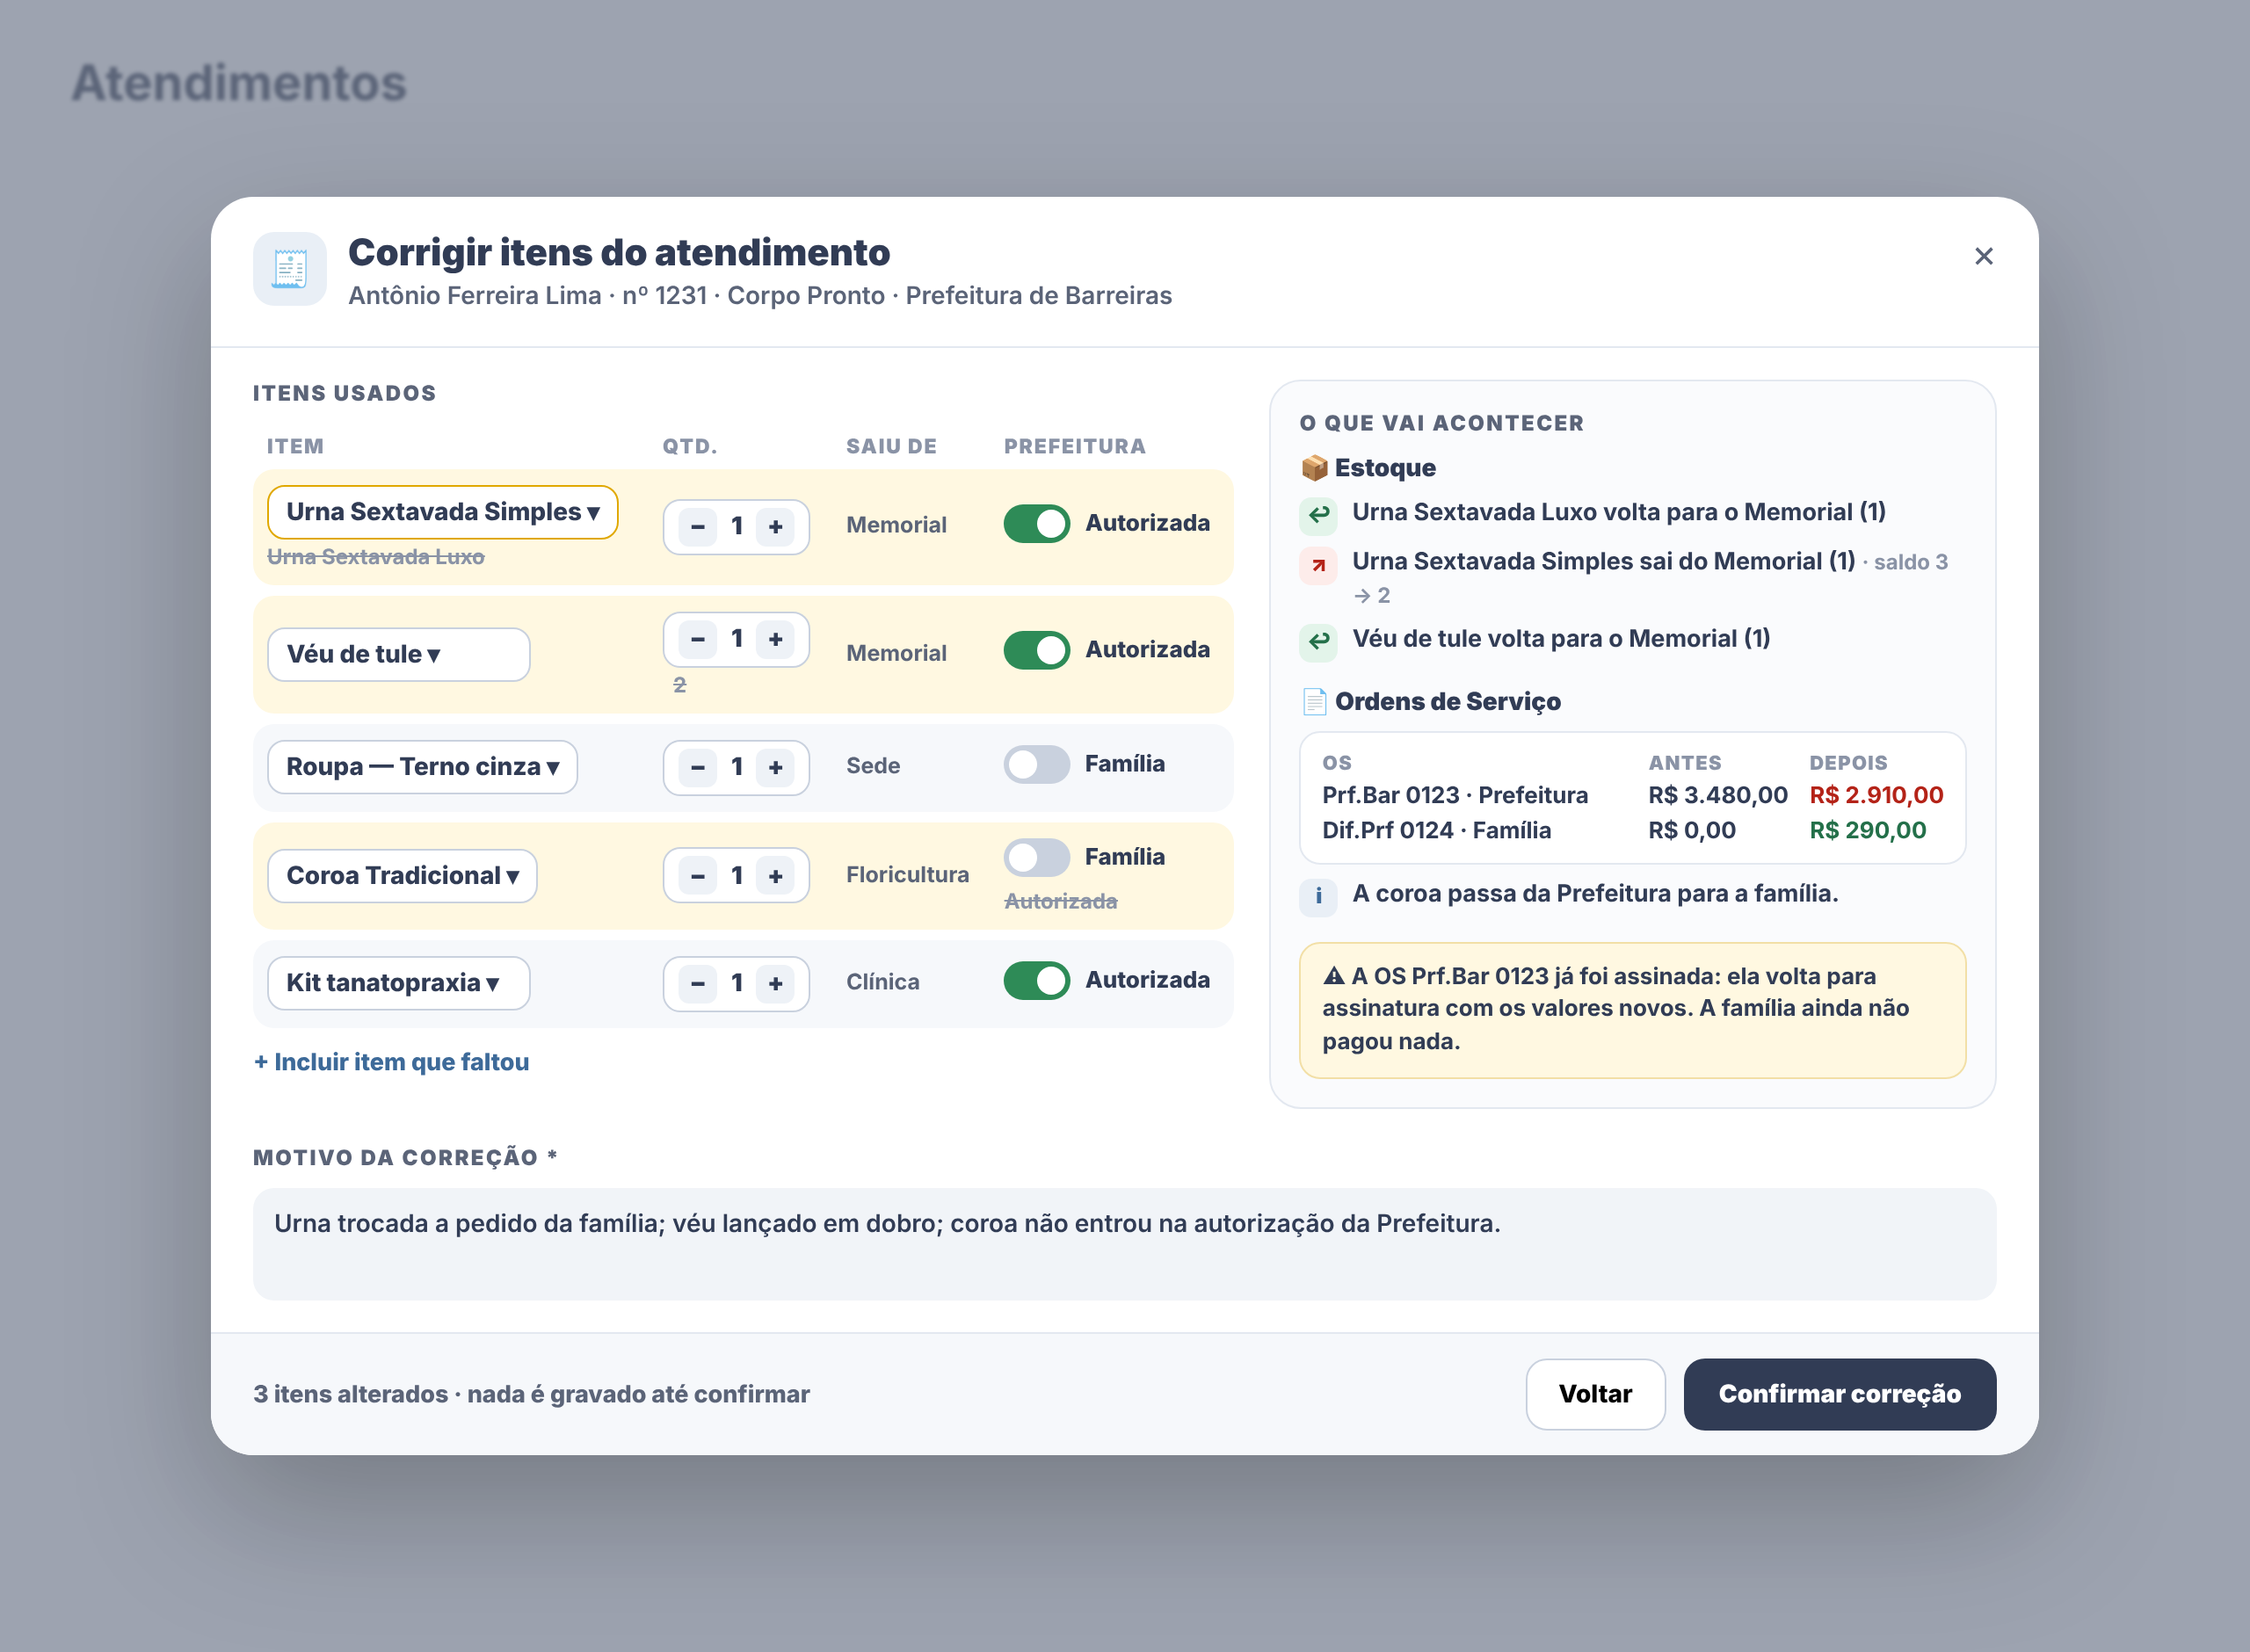 Atendimentos
Corrigir itens do atendimento
Antônio Ferreira Lima · nº 1231 · Corpo Pronto · Prefeitura de Barreiras
×
ITENS USADOS
ITEM QTD. SAIU DE PREFEITURA
Urna Sextavada Simples ▾ − 1 + Memorial Autorizada
Urna Sextavada Luxo
Véu de tule ▾ − 1 + Memorial Autorizada
2
Roupa — Terno cinza ▾ − 1 + Sede Família
Coroa Tradicional ▾ − 1 + Floricultura Família
Autorizada
Kit tanatopraxia ▾ − 1 + Clínica Autorizada
+ Incluir item que faltou
O QUE VAI ACONTECER
📦 Estoque
↩ Urna Sextavada Luxo volta para o Memorial (1)
↗ Urna Sextavada Simples sai do Memorial (1) · saldo 3
→ 2
↩ Véu de tule volta para o Memorial (1)
📄 Ordens de Serviço
OS ANTES DEPOIS
Prf.Bar 0123 · Prefeitura R$ 3.480,00 R$ 2.910,00
Dif.Prf 0124 · Família R$ 0,00 R$ 290,00
i A coroa passa da Prefeitura para a família.
⚠ A OS Prf.Bar 0123 já foi assinada: ela volta para
assinatura com os valores novos. A família ainda não
pagou nada.
MOTIVO DA CORREÇÃO *
Urna trocada a pedido da família; véu lançado em dobro; coroa não entrou na autorização da Prefeitura.
3 itens alterados · nada é gravado até confirmar
Voltar
Confirmar correção